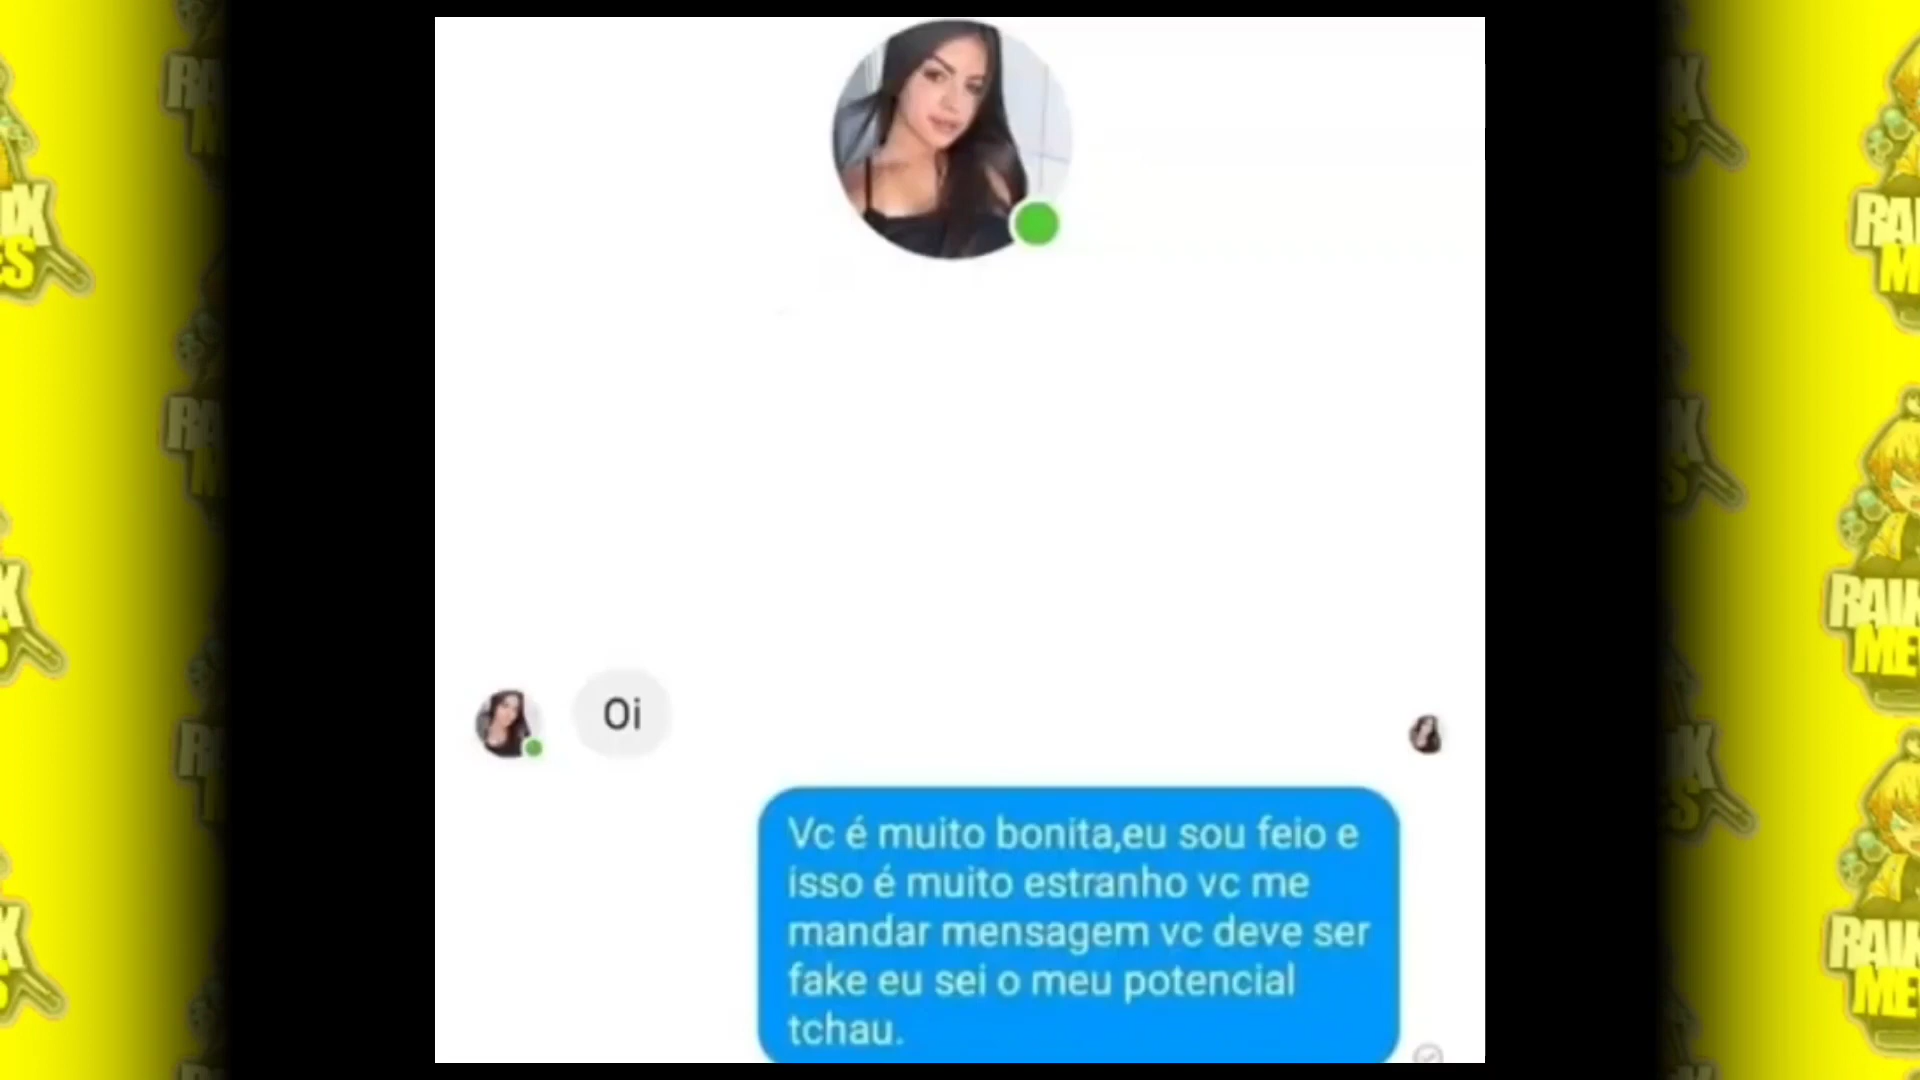 Oi
Vc é muito bonita,eu sou feio e
isso é muito estranho vc me
mandar mensagem vc deve ser
fake eu sei o meu potencial
tchau.